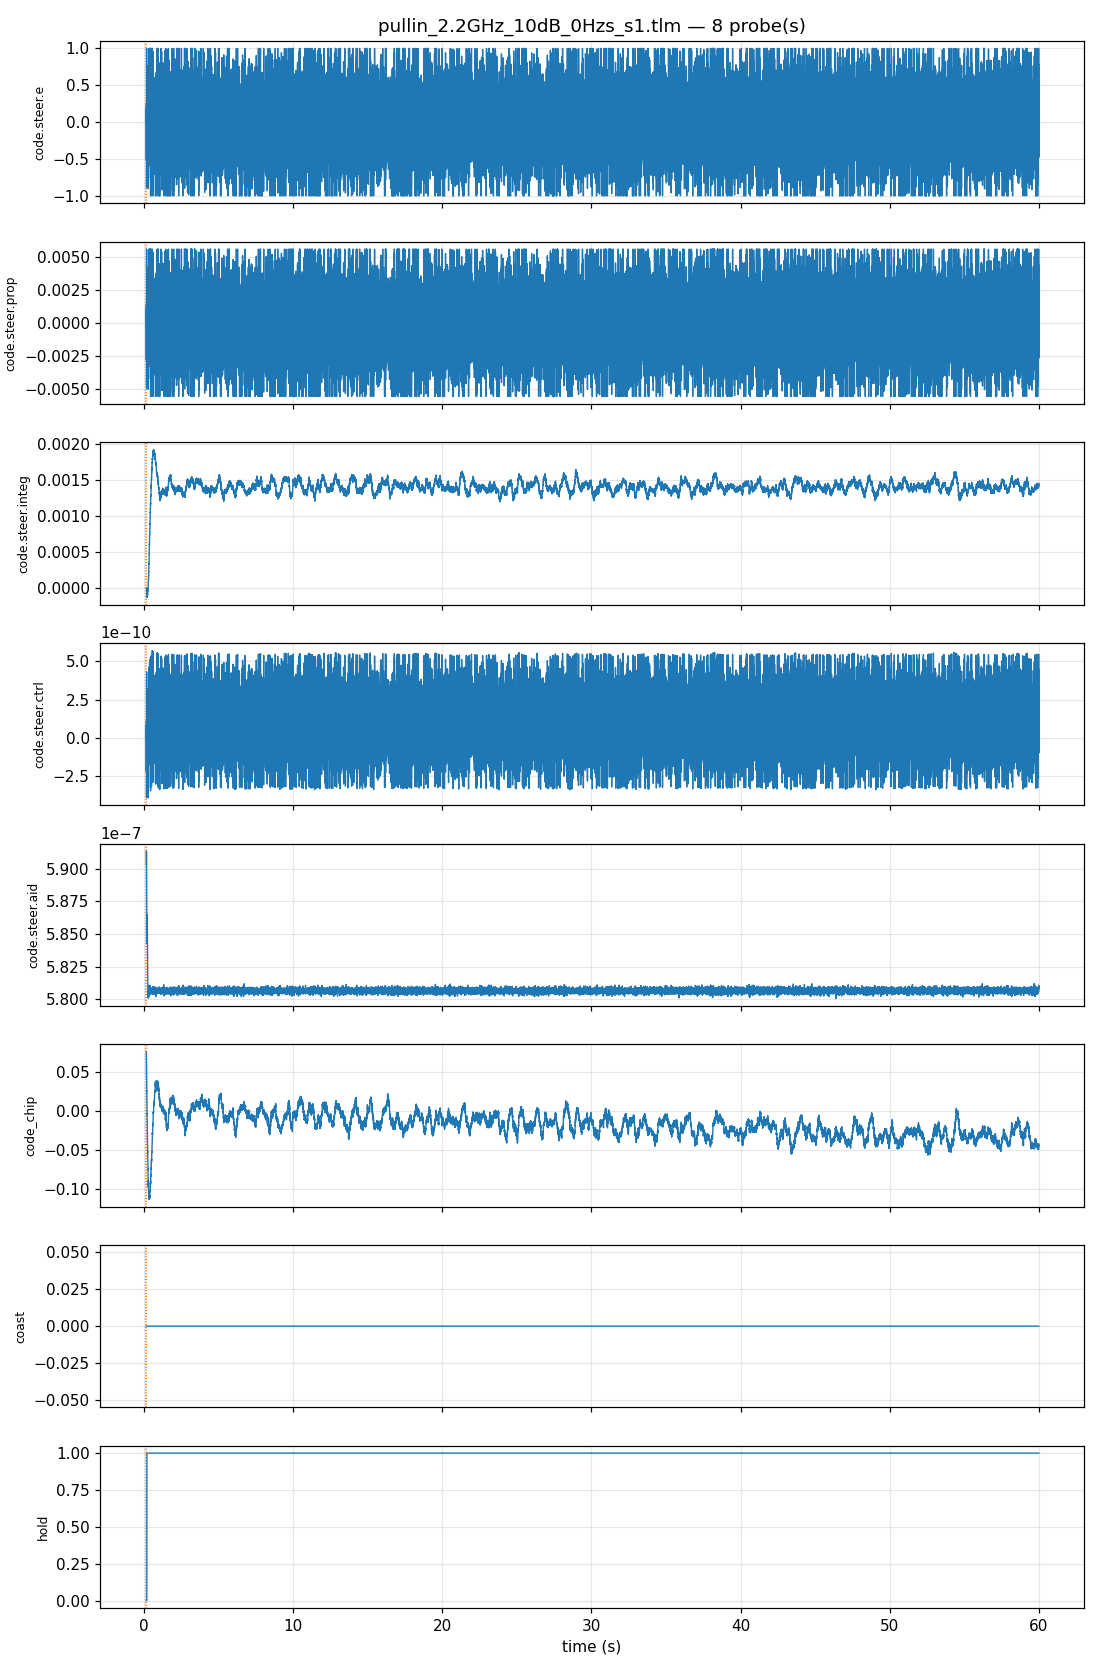 pullin_2.2GHz_10dB_0Hzs_s1.tlm — 8 probe(s)
1.0
0.5
0.0
−0.5
−1.0
code.steer.e
0.0050
0.0025
0.0000
−0.0025
−0.0050
code.steer.prop
0.0020
0.0015
0.0010
0.0005
0.0000
code.steer.integ
1e−10
5.0
2.5
0.0
−2.5
code.steer.ctrl
1e−7
5.900
5.875
5.850
5.825
5.800
code.steer.aid
0.05
0.00
−0.05
−0.10
code_chip
0.050
0.025
0.000
−0.025
−0.050
coast
1.00
0.75
0.50
0.25
0.00
hold
0 10 20 30 40 50 60
time (s)